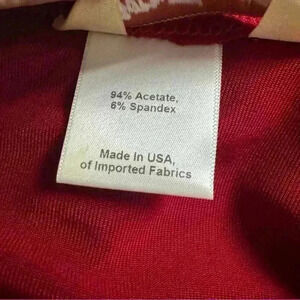 94% Acetate,
6% Spandex
Made in USA,
of Imported Fabrics